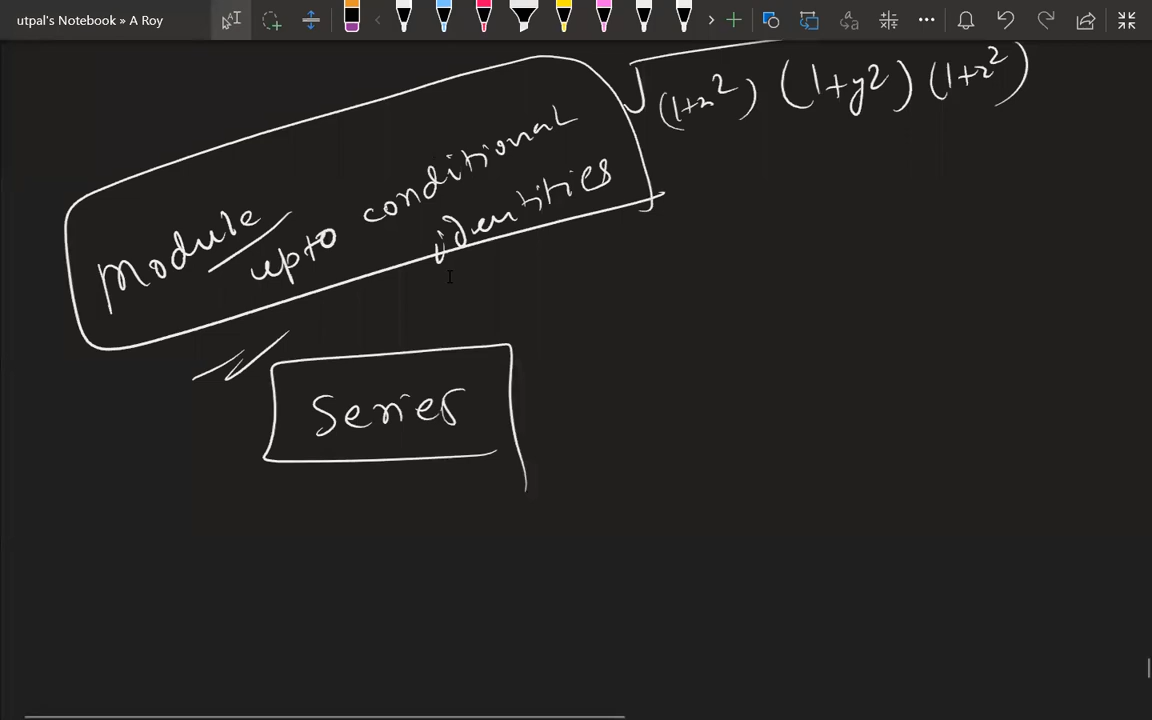 utpal's Notebook » A Roy
√(1+x²) (1+y2) (1+z²)
Module
upto conditional
identities
Series